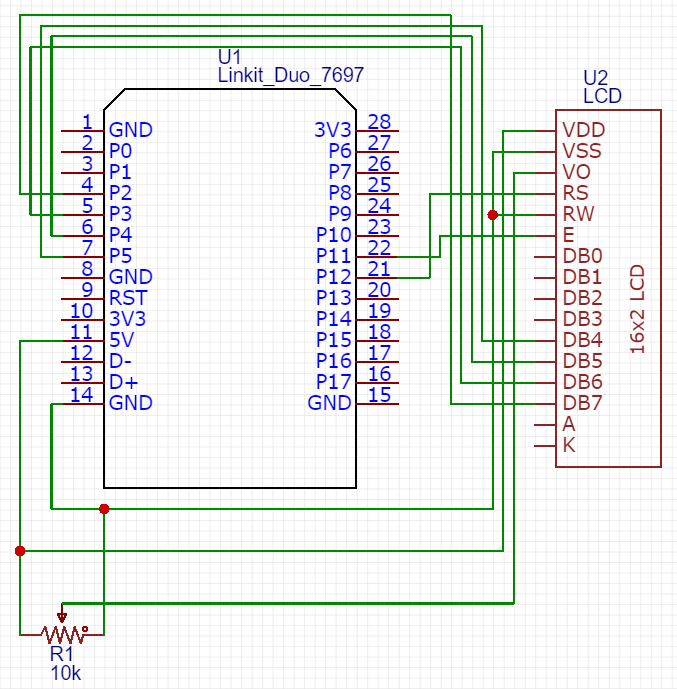 U1
Linkit_Duo_7697
1 GND
2 P0
3 P1
4 P2
5 P3
6 P4
7 P5
8 GND
9 RST
10 3V3
11 5V
12 D-
13 D+
14 GND
3V3 28
P6 27
P7 26
P8 25
P9 24
P10 23
P11 22
P12 21
P13 20
P14 19
P15 18
P16 17
P17 16
GND 15
U2
LCD
VDD
VSS
VO
RS
RW
E
DB0
DB1
DB2
DB3
DB4
DB5
DB6
DB7
A
K
16x2 LCD
R1
10k